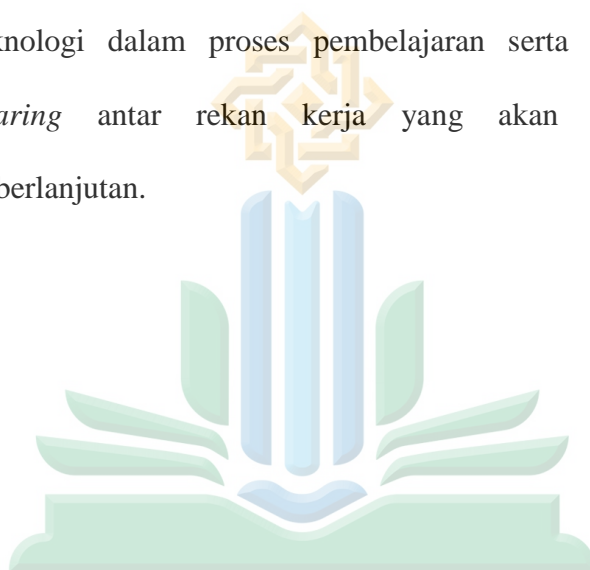 knologi dalam proses pembelajaran serta
aring antar rekan kerja yang akan
berlanjutan.